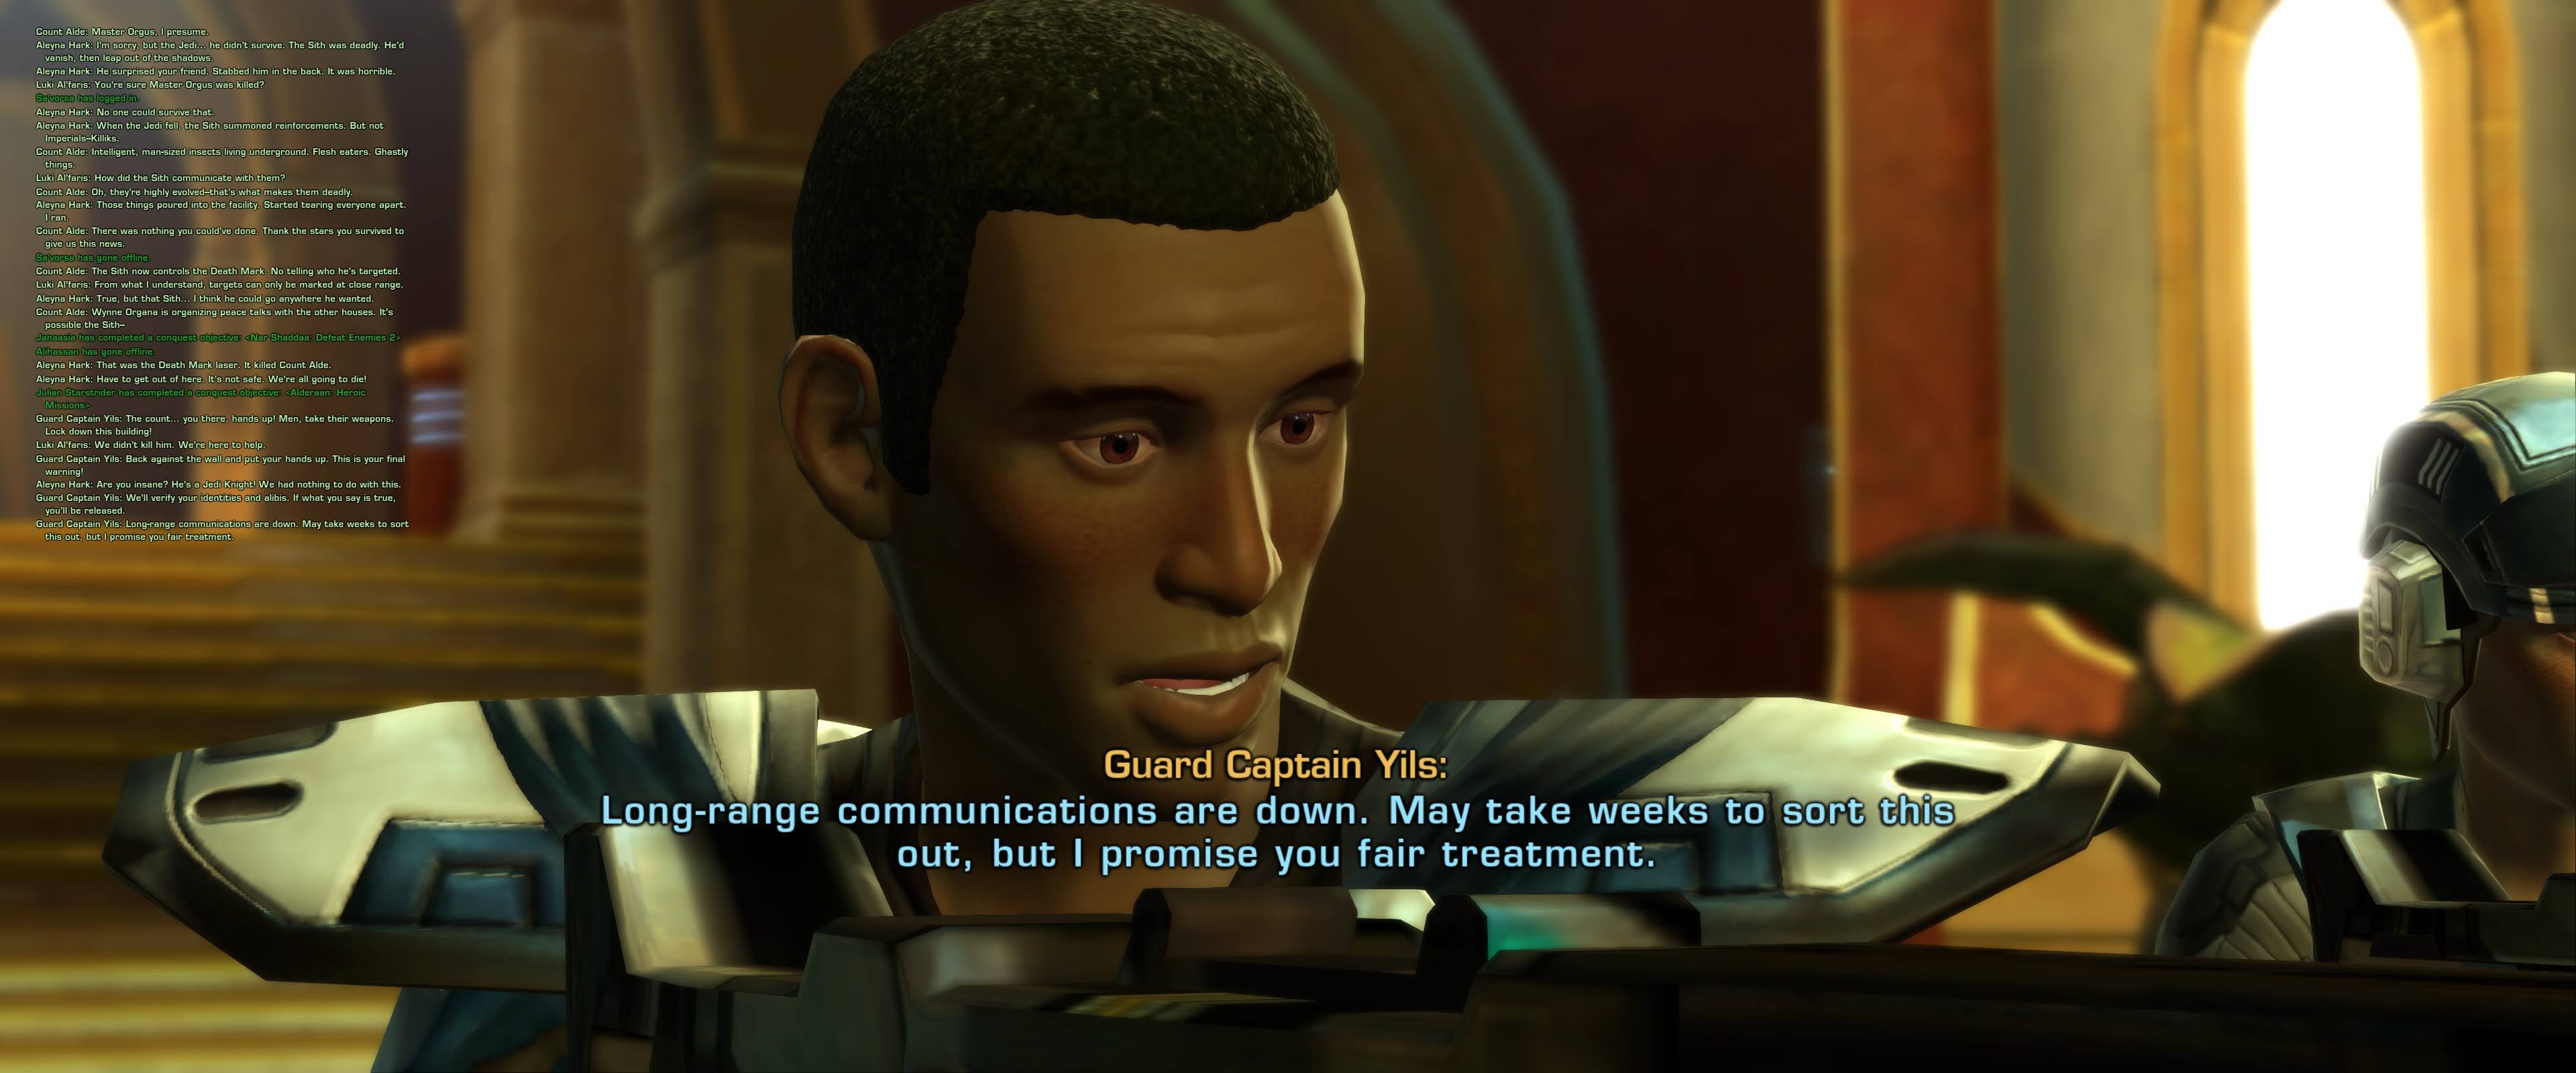 Count Alde: Master Orgus, I presume.
Aleyna Hark: I'm sorry, but the Jedi... he didn't survive. The Sith was deadly. He'd
vanish, then leap out of the shadows.
Aleyna Hark: He surprised your friend. Stabbed him in the back. It was horrible.
Luki Al'faris: You're sure Master Orgus was killed?
Sa'vorsa has logged in.
Aleyna Hark: No one could survive that.
Aleyna Hark: When the Jedi fell, the Sith summoned reinforcements. But not
Imperials–Killiks.
Count Alde: Intelligent, man-sized insects living underground. Flesh eaters. Ghastly
things.
Luki Al'faris: How did the Sith communicate with them?
Count Alde: Oh, they're highly evolved–that's what makes them deadly.
Aleyna Hark: Those things poured into the facility. Started tearing everyone apart.
I ran.
Count Alde: There was nothing you could've done. Thank the stars you survived to
give us this news.
Sa'vorsa has gone offline.
Count Alde: The Sith now controls the Death Mark. No telling who he's targeted.
Luki Al'faris: From what I understand, targets can only be marked at close range.
Aleyna Hark: True, but that Sith... I think he could go anywhere he wanted.
Count Alde: Wynne Organa is organizing peace talks with the other houses. It's
possible the Sith–
Janaasia has completed a conquest objective: <Nar Shaddaa: Defeat Enemies 2>
Alihassan has gone offline.
Aleyna Hark: That was the Death Mark laser. It killed Count Alde.
Aleyna Hark: Have to get out of here. It's not safe. We're all going to die!
Julian Starstrider has completed a conquest objective: <Alderaan: Heroic
Missions>
Guard Captain Yils: The count... you there, hands up! Men, take their weapons.
Lock down this building!
Luki Al'faris: We didn't kill him. We're here to help.
Guard Captain Yils: Back against the wall and put your hands up. This is your final
warning!
Aleyna Hark: Are you insane? He's a Jedi Knight! We had nothing to do with this.
Guard Captain Yils: We'll verify your identities and alibis. If what you say is true,
you'll be released.
Guard Captain Yils: Long-range communications are down. May take weeks to sort
this out, but I promise you fair treatment.
Guard Captain Yils:
Long-range communications are down. May take weeks to sort this
out, but I promise you fair treatment.